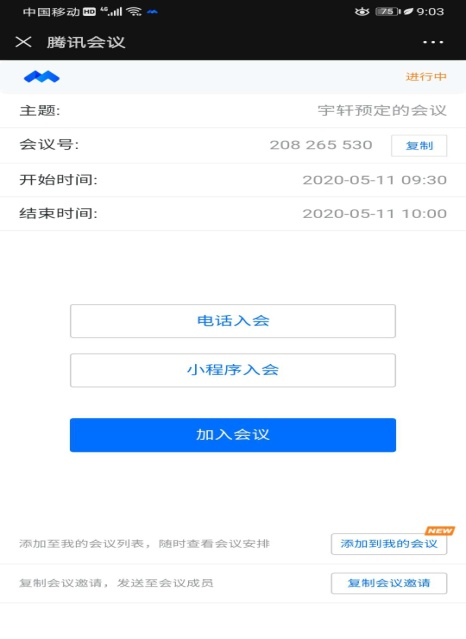 中国移动 HD 4G 75 9:03
腾讯会议
进行中
主题: 宇轩预定的会议
会议号: 208 265 530 复制
开始时间: 2020-05-11 09:30
结束时间: 2020-05-11 10:00
电话入会
小程序入会
加入会议
NEW
添加至我的会议列表，随时查看会议安排 添加到我的会议
复制会议邀请，发送至会议成员 复制会议邀请